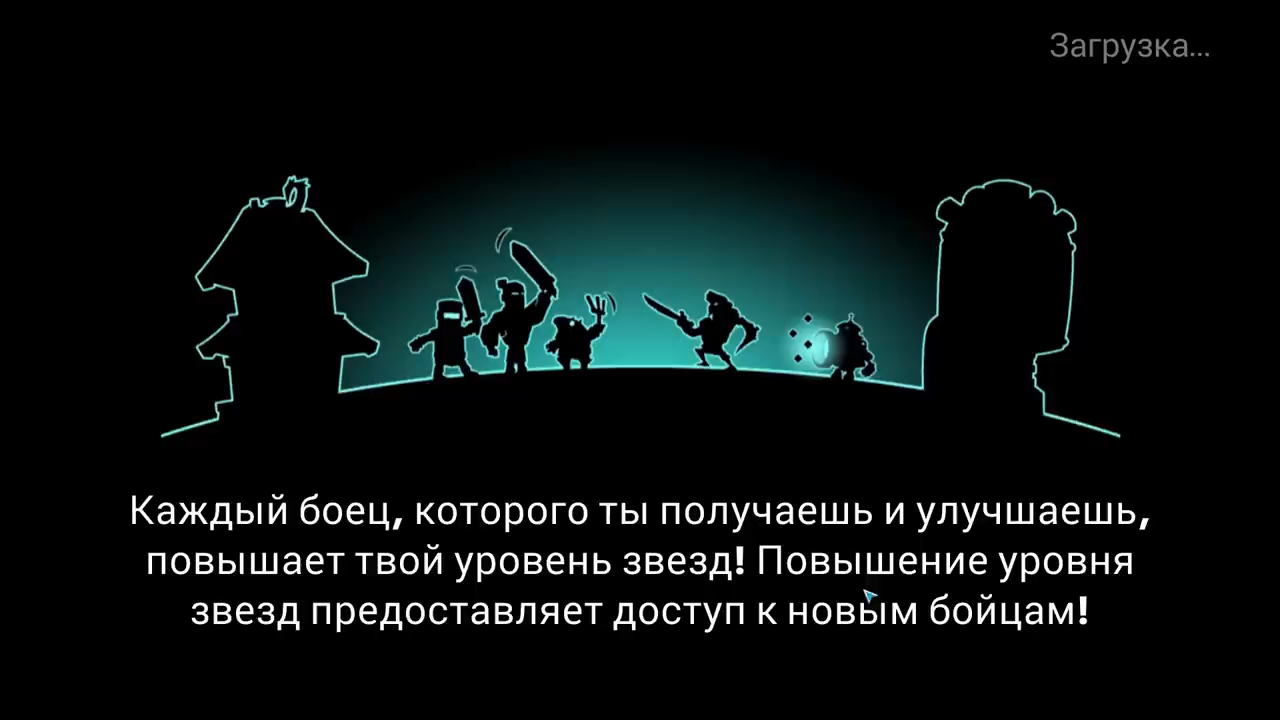 Загрузка...
Каждый боец, которого ты получаешь и улучшаешь,
повышает твой уровень звезд! Повышение уровня
звезд предоставляет доступ к новым бойцам!